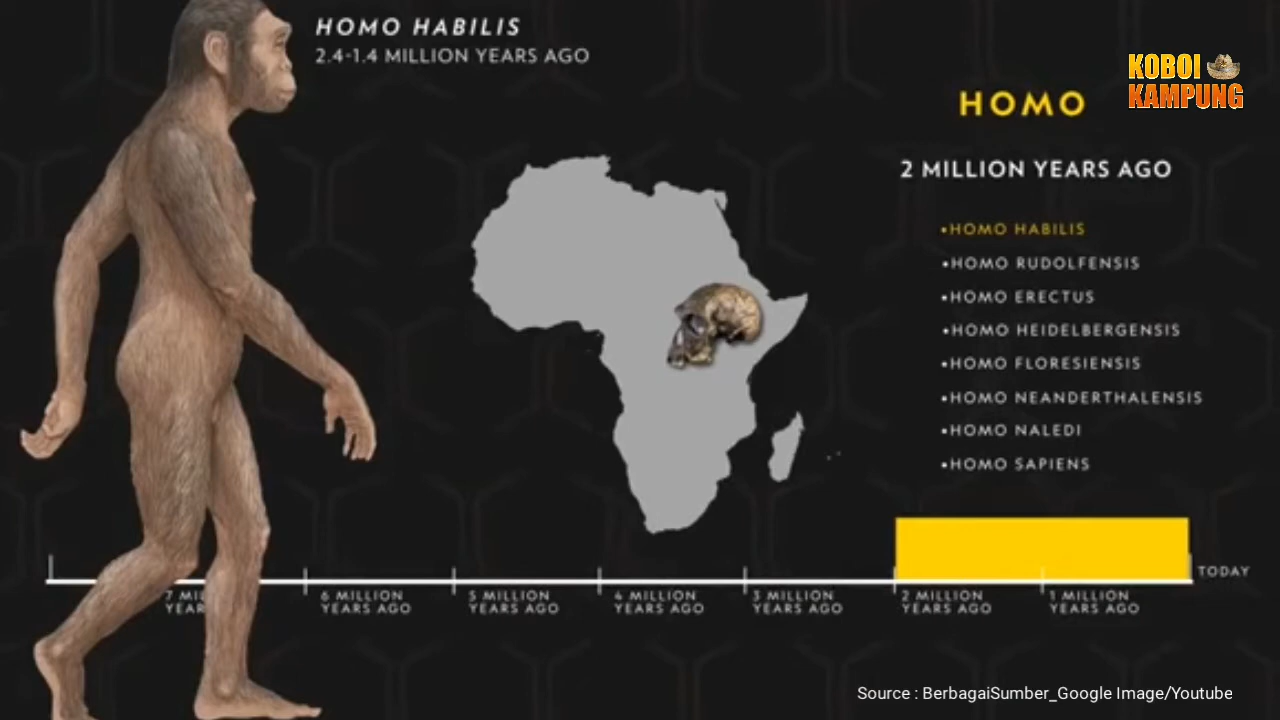 HOMO HABILIS
2.4-1.4 MILLION YEARS AGO
KOBOI
KAMPUNG
HOMO
2 MILLION YEARS AGO
•HOMO HABILIS
•HOMO RUDOLFENSIS
•HOMO ERECTUS
•HOMO HEIDELBERGENSIS
•HOMO FLORESIENSIS
•HOMO NEANDERTHALENSIS
•HOMO NALEDI
•HOMO SAPIENS
TODAY
7 MIL
YEAR
6 MILLION
YEARS AGO
5 MILLION
YEARS AGO
4 MILLION
YEARS AGO
3 MILLION
YEARS AGO
2 MILLION
YEARS AGO
1 MILLION
YEARS AGO
Source : BerbagaiSumber_Google Image/Youtube